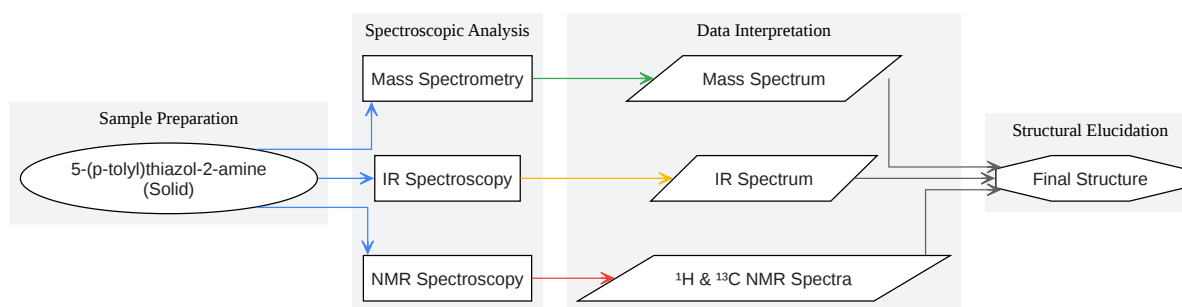 Spectroscopic Analysis
Data Interpretation
Mass Spectrometry
Mass Spectrum
Sample Preparation
Structural Elucidation
5-(p-tolyl)thiazol-2-amine
(Solid)
IR Spectroscopy
IR Spectrum
Final Structure
NMR Spectroscopy
¹H & ¹³C NMR Spectra